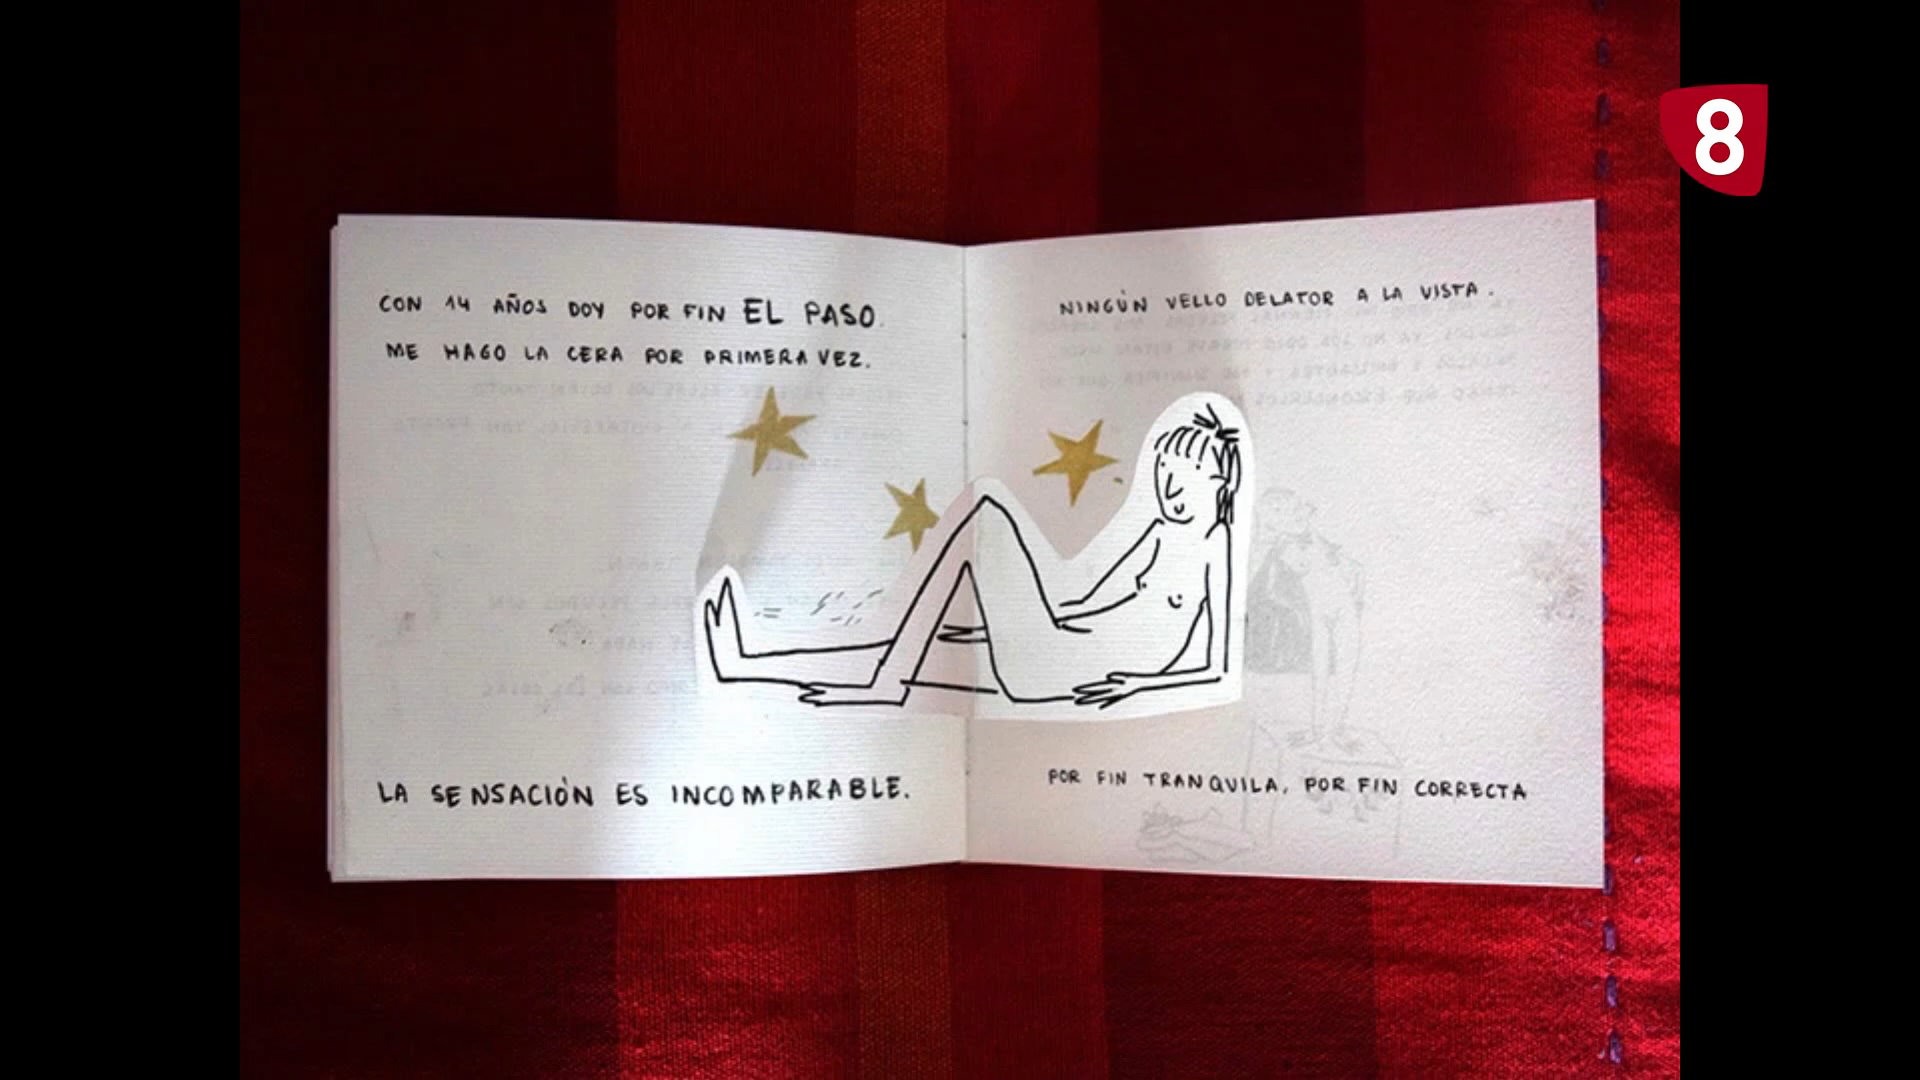 CON 14 AÑOS DOY POR FIN EL PASO.
ME HAGO LA CERA POR PRIMERA VEZ.
LA SENSACIÓN ES INCOMPARABLE.
NINGÚN VELLO DELATOR A LA VISTA.
POR FIN TRANQUILA, POR FIN CORRECTA
8